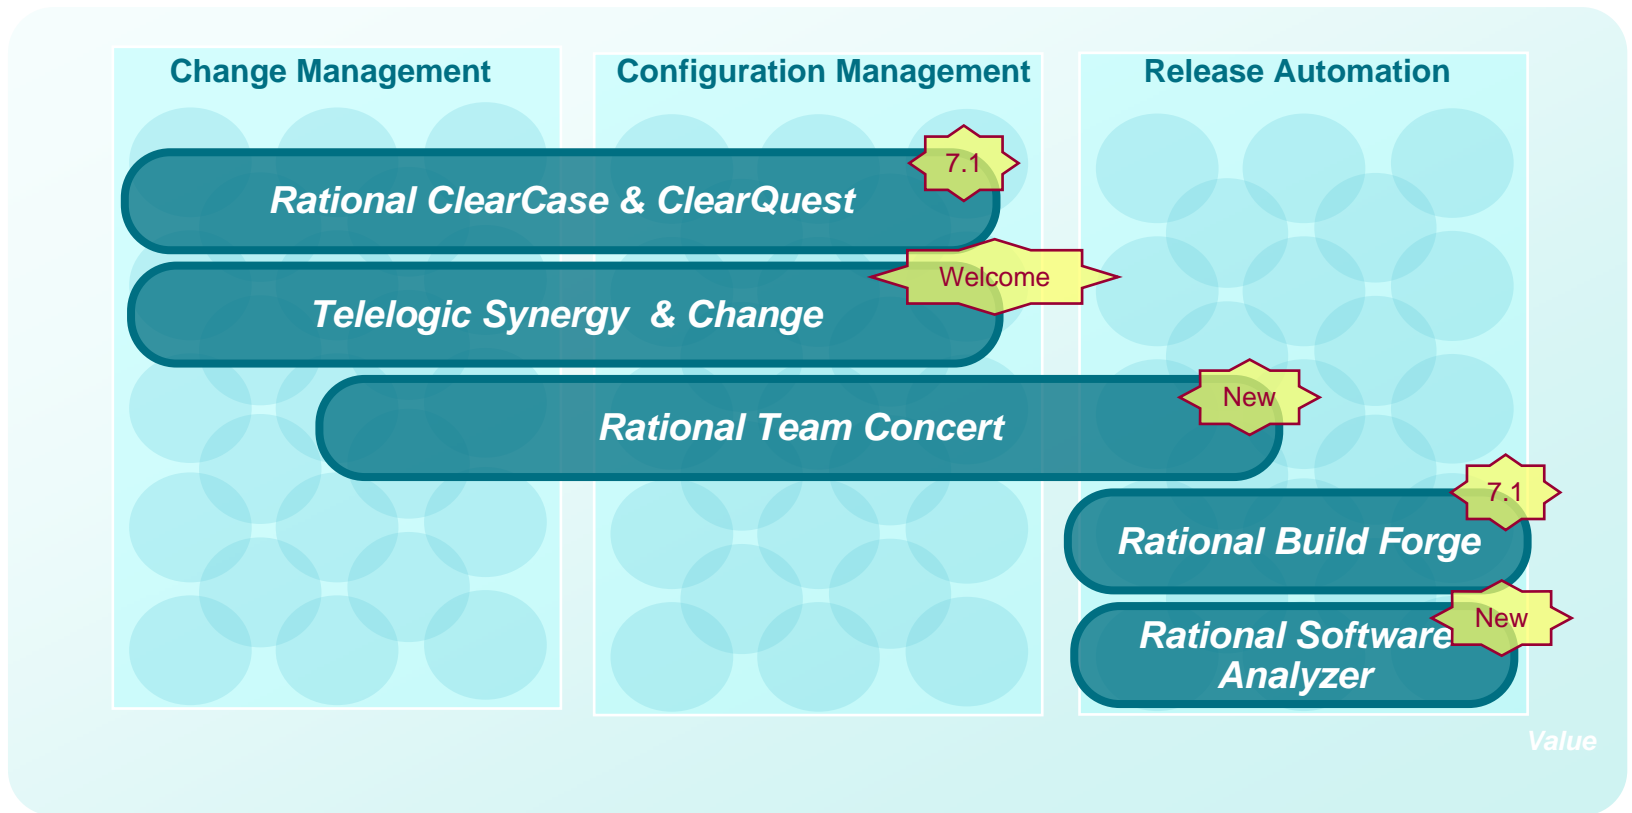 Change Management
Configuration Management
Release Automation
7.1
Rational ClearCase & ClearQuest
Welcome
Telelogic Synergy  & Change
New
Rational Team Concert
7.1
Rational Build Forge
New
Rational Software
Analyzer
Value